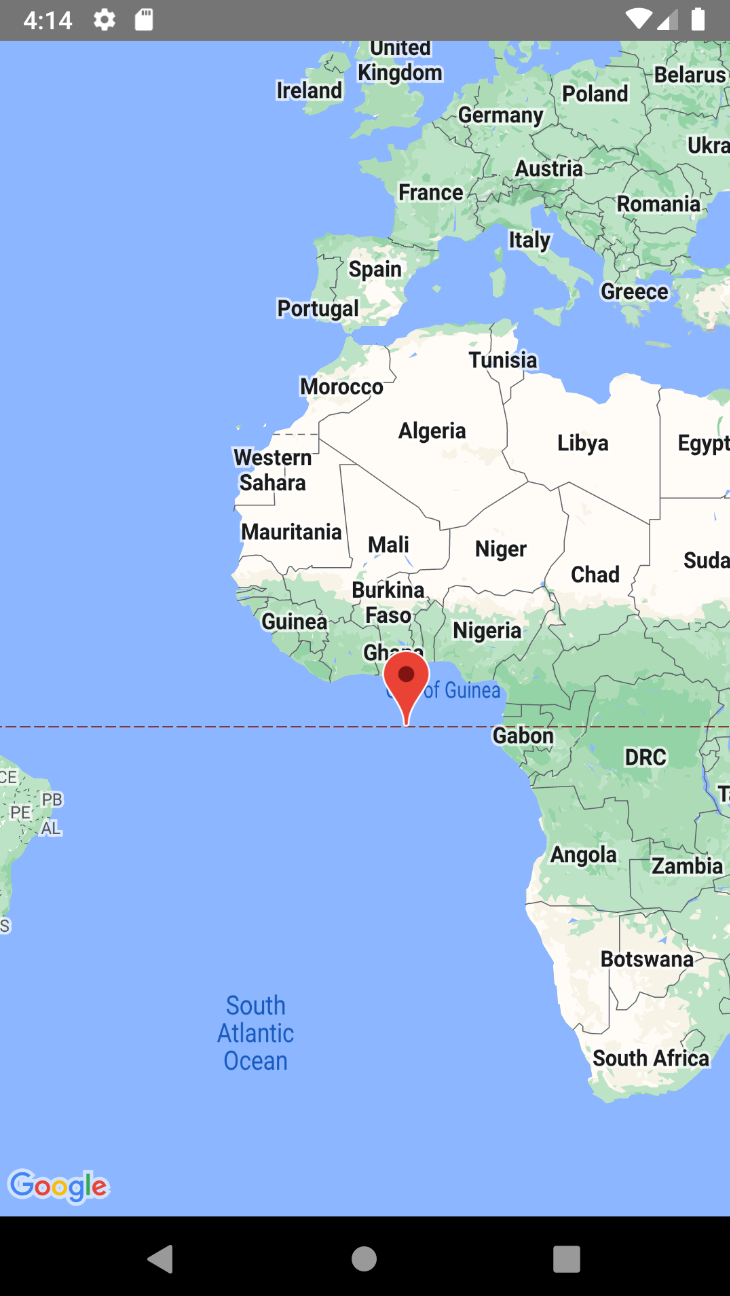 4:14
United
Kingdom
Ireland
Belarus
Poland
Germany
Ukra
Austria
France
Romania
Italy
Spain
Greece
Portugal
Tunisia
Morocco
Algeria
Libya
Egypt
Western
Sahara
Mauritania
Mali
Niger
Suda
Chad
Burkina
Faso
Guinea
Nigeria
Ghana
of Guinea
Gabon
DRC
CE
PB
PE
AL
Angola
Zambia
S
Botswana
South
Atlantic
Ocean
South Africa
Google